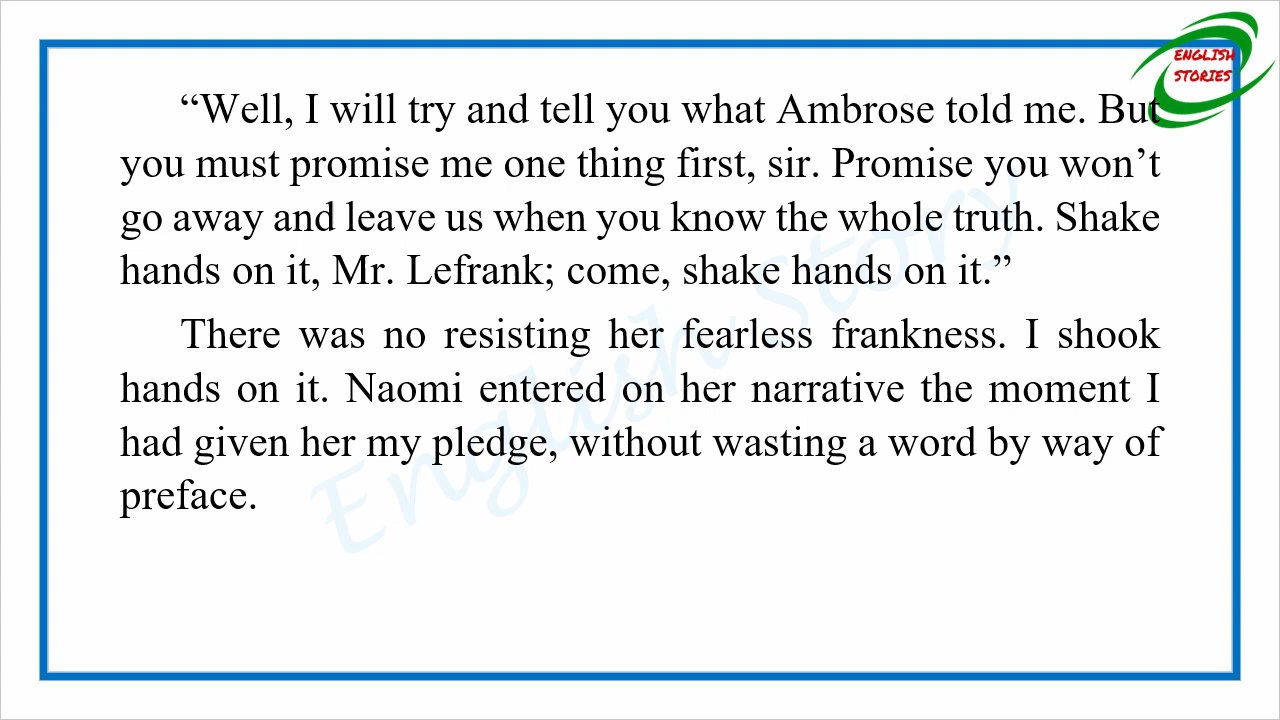 ENGLISH
STORIES
“Well, I will try and tell you what Ambrose told me. But
you must promise me one thing first, sir. Promise you won’t
go away and leave us when you know the whole truth. Shake
hands on it, Mr. Lefrank; come, shake hands on it.”
There was no resisting her fearless frankness. I shook
hands on it. Naomi entered on her narrative the moment I
had given her my pledge, without wasting a word by way of
preface.
English Story